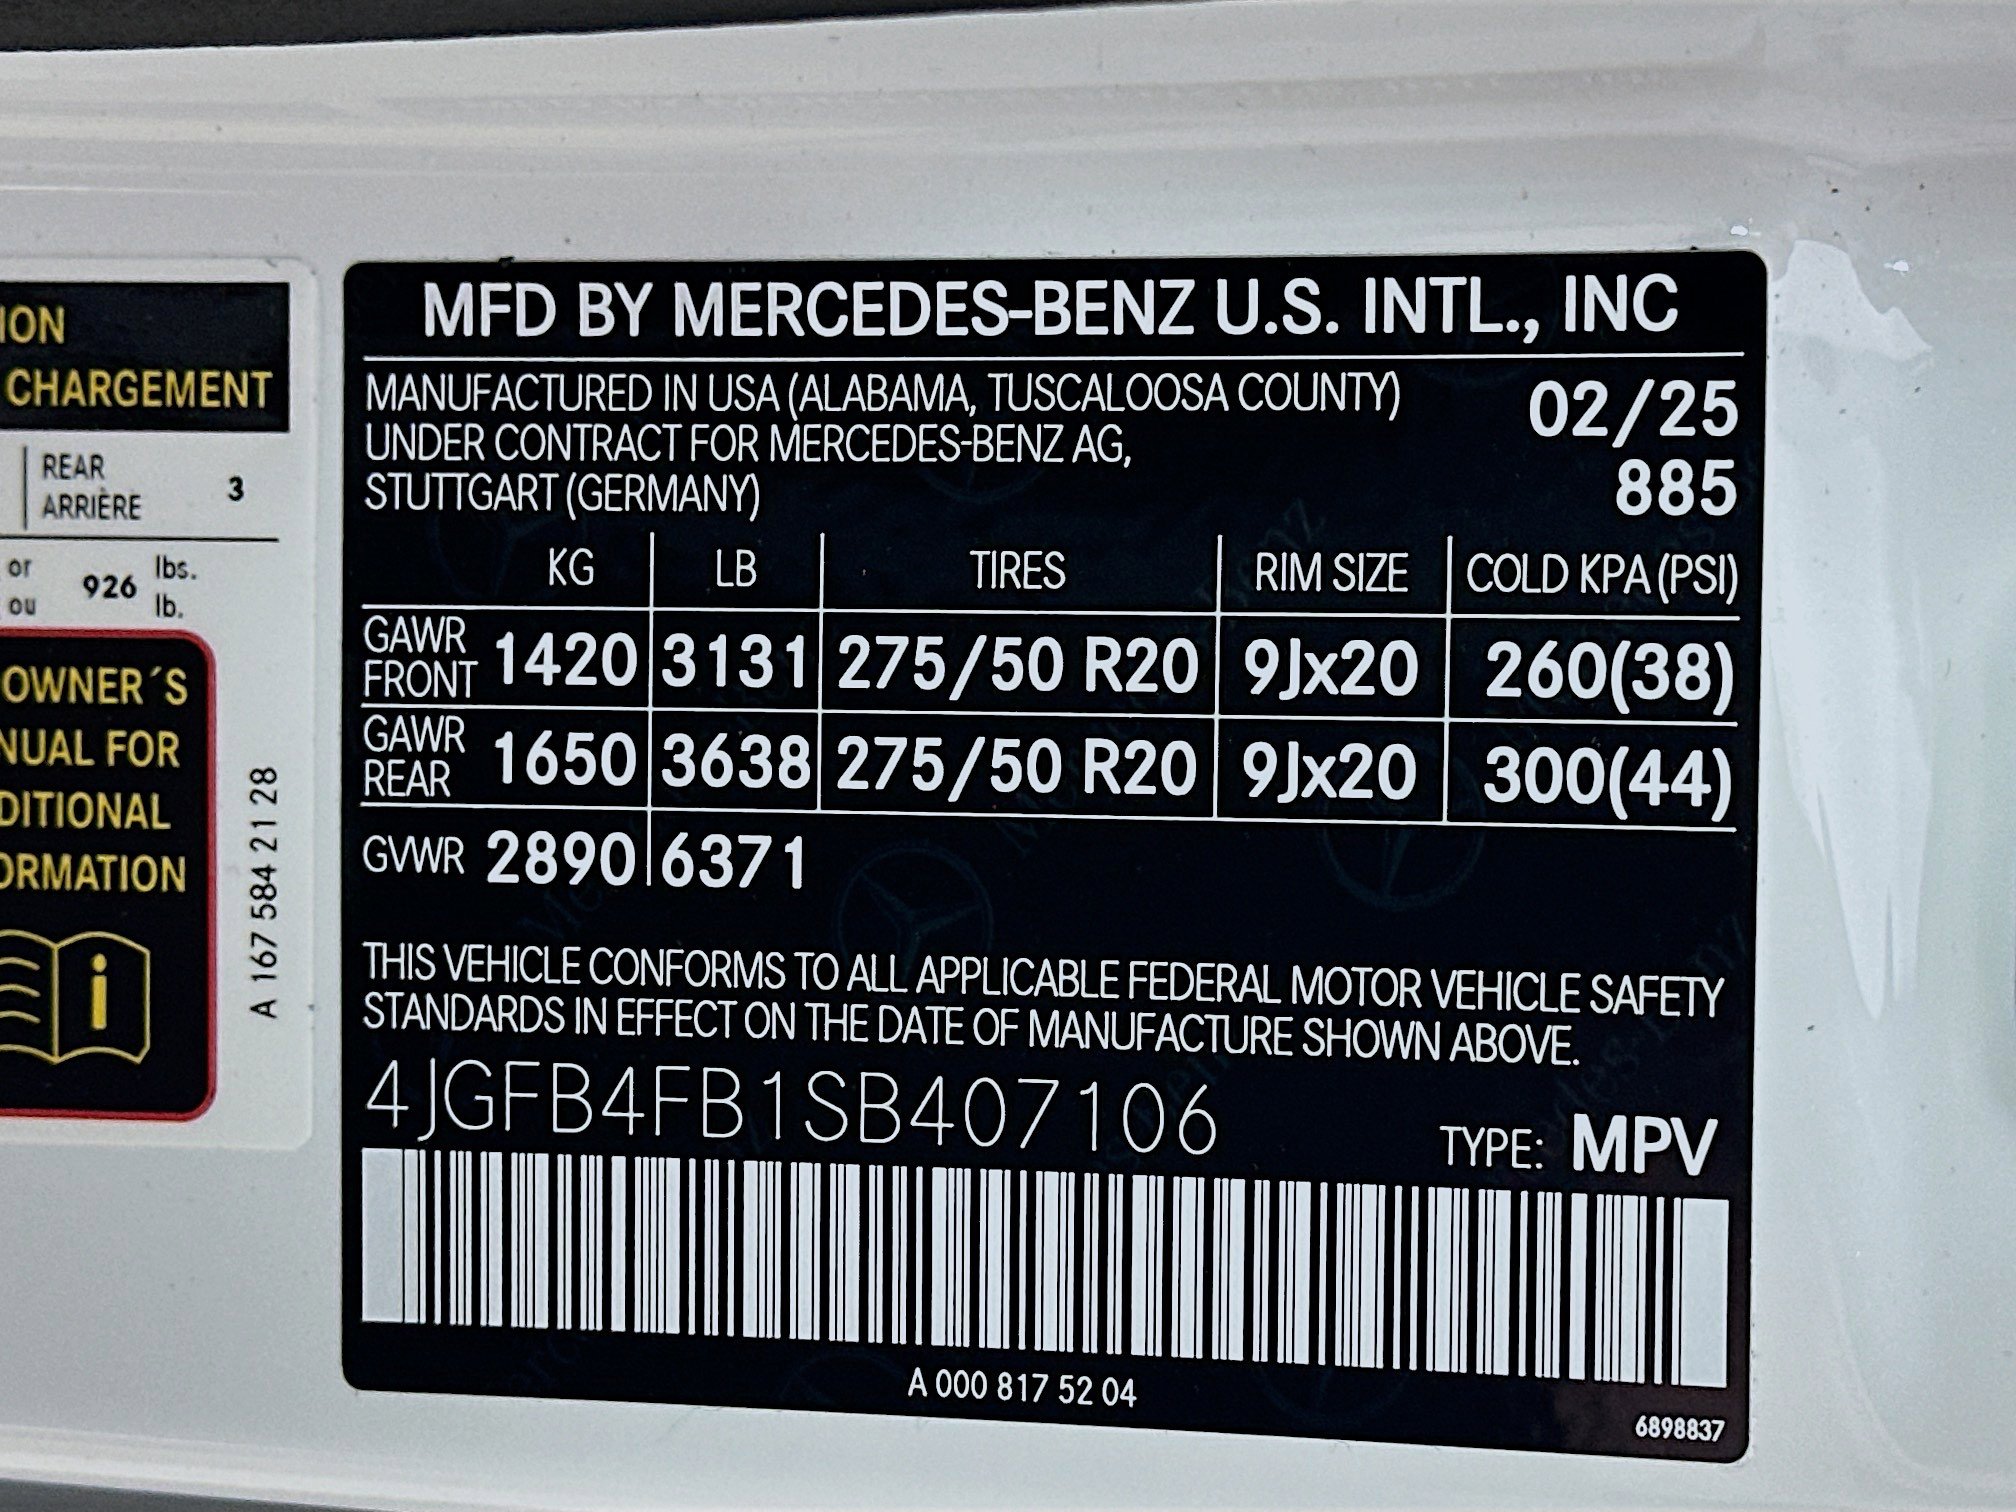 ION
CHARGEMENT
REAR
ARRIÈRE 3
or 926 lbs.
ou lb.
OWNER´S
NUAL FOR
DITIONAL
ORMATION
i
A 167 584 21 28
MFD BY MERCEDES-BENZ U.S. INTL., INC
MANUFACTURED IN USA (ALABAMA, TUSCALOOSA COUNTY) 02/25
UNDER CONTRACT FOR MERCEDES-BENZ AG,
STUTTGART (GERMANY) 885
KG LB TIRES RIM SIZE COLD KPA (PSI)
GAWR FRONT 1420 3131 275/50 R20 9Jx20 260(38)
GAWR REAR 1650 3638 275/50 R20 9Jx20 300(44)
GVWR 2890 6371
THIS VEHICLE CONFORMS TO ALL APPLICABLE FEDERAL MOTOR VEHICLE SAFETY
STANDARDS IN EFFECT ON THE DATE OF MANUFACTURE SHOWN ABOVE.
4JGFB4FB1SB407106
TYPE: MPV
A 000 817 52 04
6898837